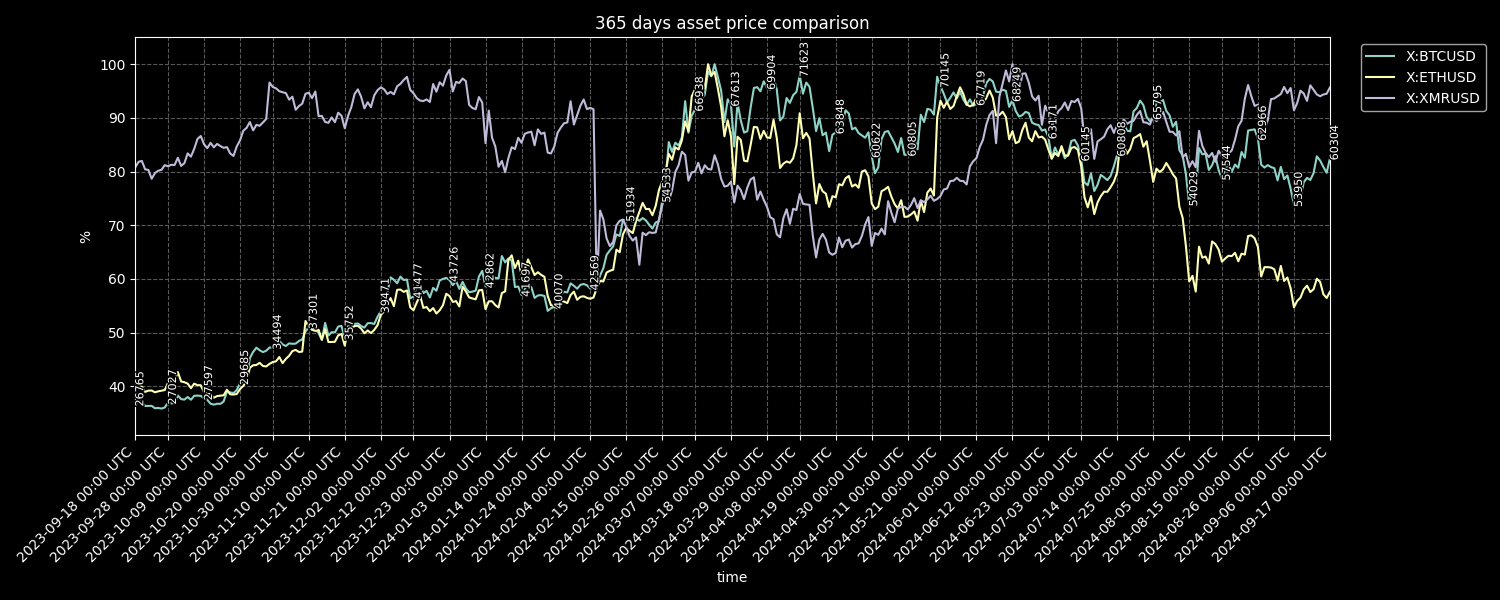 365 days asset price comparison
X:BTCUSD
X:ETHUSD
X:XMRUSD
%
100
90
80
70
60
50
40
26765
27027
27597
29685
34494
37301
35752
39471
41477
43726
42862
41697
40070
42569
51934
54533
66938
67613
69904
71623
63848
60622
60805
70145
67719
68249
63171
60145
60808
65795
54029
57544
62966
53950
60304
2023-09-18 00:00 UTC
2023-09-28 00:00 UTC
2023-10-09 00:00 UTC
2023-10-20 00:00 UTC
2023-10-30 00:00 UTC
2023-11-10 00:00 UTC
2023-11-21 00:00 UTC
2023-12-02 00:00 UTC
2023-12-12 00:00 UTC
2023-12-23 00:00 UTC
2024-01-03 00:00 UTC
2024-01-14 00:00 UTC
2024-01-24 00:00 UTC
2024-02-04 00:00 UTC
2024-02-15 00:00 UTC
2024-02-26 00:00 UTC
2024-03-07 00:00 UTC
2024-03-18 00:00 UTC
2024-03-29 00:00 UTC
2024-04-08 00:00 UTC
2024-04-19 00:00 UTC
2024-04-30 00:00 UTC
2024-05-11 00:00 UTC
2024-05-21 00:00 UTC
2024-06-01 00:00 UTC
2024-06-12 00:00 UTC
2024-06-23 00:00 UTC
2024-07-03 00:00 UTC
2024-07-14 00:00 UTC
2024-07-25 00:00 UTC
2024-08-05 00:00 UTC
2024-08-15 00:00 UTC
2024-08-26 00:00 UTC
2024-09-06 00:00 UTC
2024-09-17 00:00 UTC
time